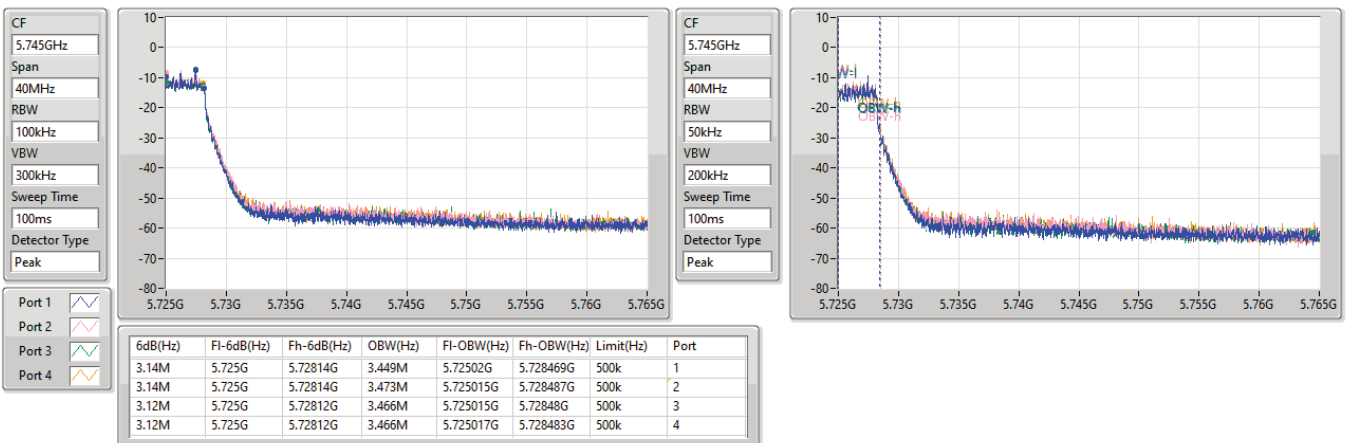 CF
5.745GHz
Span
40MHz
RBW
100kHz
VBW
300kHz
Sweep Time
100ms
Detector Type
Peak
10
0
-10
-20
-30
-40
-50
-60
-70
-80
5.725G 5.73G 5.735G 5.74G 5.745G 5.75G 5.755G 5.76G 5.765G
CF
5.745GHz
Span
40MHz
RBW
50kHz
VBW
200kHz
Sweep Time
100ms
Detector Type
Peak
10
0
-10
-20
-30
-40
-50
-60
-70
-80
OBW-h
OBW-h
5.725G 5.73G 5.735G 5.74G 5.745G 5.75G 5.755G 5.76G 5.765G
Port 1
Port 2
Port 3
Port 4
6dB(Hz) Fl-6dB(Hz) Fh-6dB(Hz) OBW(Hz) Fl-OBW(Hz) Fh-OBW(Hz) Limit(Hz) Port
3.14M 5.725G 5.72814G 3.449M 5.72502G 5.728469G 500k 1
3.14M 5.725G 5.72814G 3.473M 5.725015G 5.728487G 500k 2
3.12M 5.725G 5.72812G 3.466M 5.725015G 5.72848G 500k 3
3.12M 5.725G 5.72812G 3.466M 5.725017G 5.728483G 500k 4